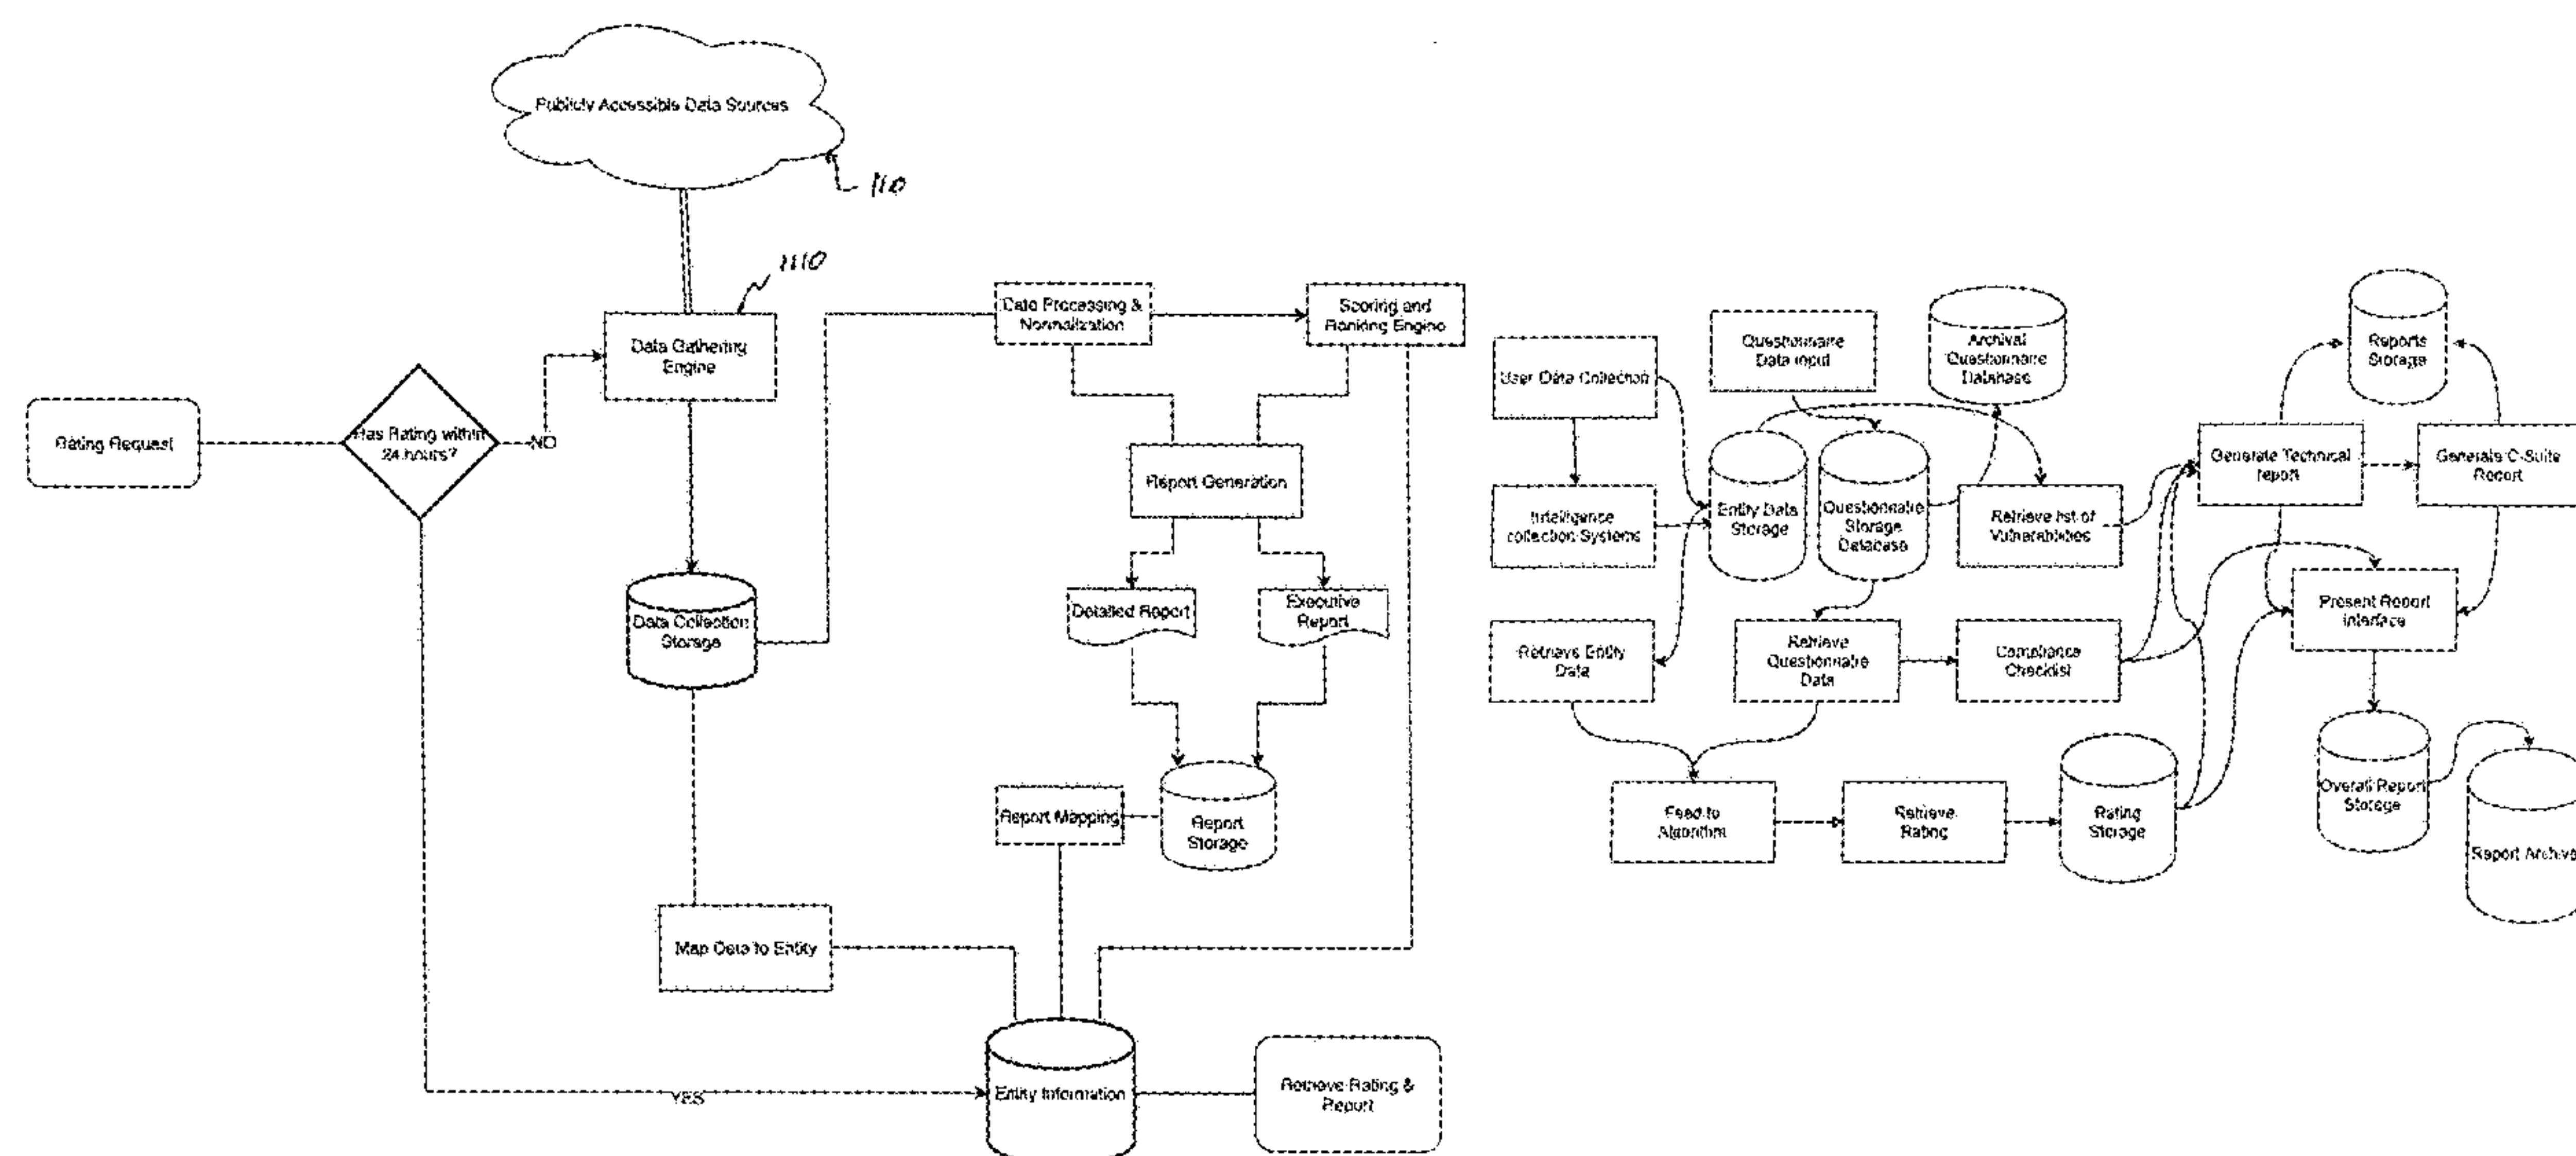 Publicly Accessible Data Sources
110
1110
Data Gathering
Engine
Rating Request
Has Rating within
24 hours?
NO
Data Collection
Storage
Map Data to Entity
YES
Data Processing &
Normalization
Scoring and
Ranking Engine
Report Generation
Detailed Report
Executive
Report
Report Mapping
Report
Storage
Entity Information
Retrieve Rating &
Report
User Data Collection
Questionnaire
Data Input
Archival
Questionnaire
Database
Intelligence
collection Systems
Entity Data
Storage
Questionnaire
Storage
Database
Retrieve list of
Vulnerabilities
Retrieve Entity
Data
Retrieve
Questionnaire
Data
Compliance
Checklist
Feed to
Algorithm
Retrieve
Rating
Rating
Storage
Reports
Storage
Generate Technical
report
Generate C-Suite
Report
Present Report
Interface
Overall Report
Storage
Report Archive